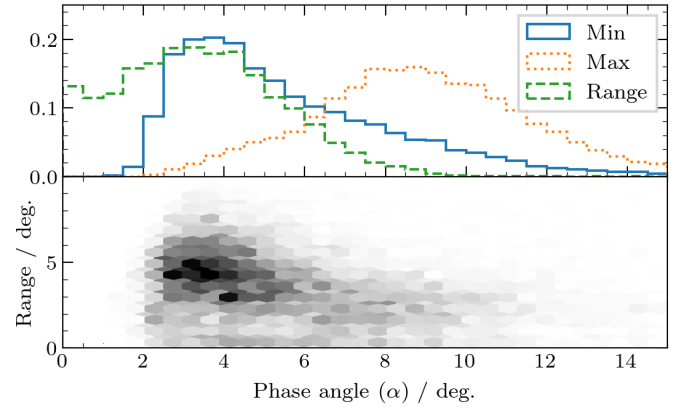 0.2
0.1
0.0
Min
Max
Range
Range / deg.
5
0
0 2 4 6 8 10 12 14
Phase angle (α) / deg.